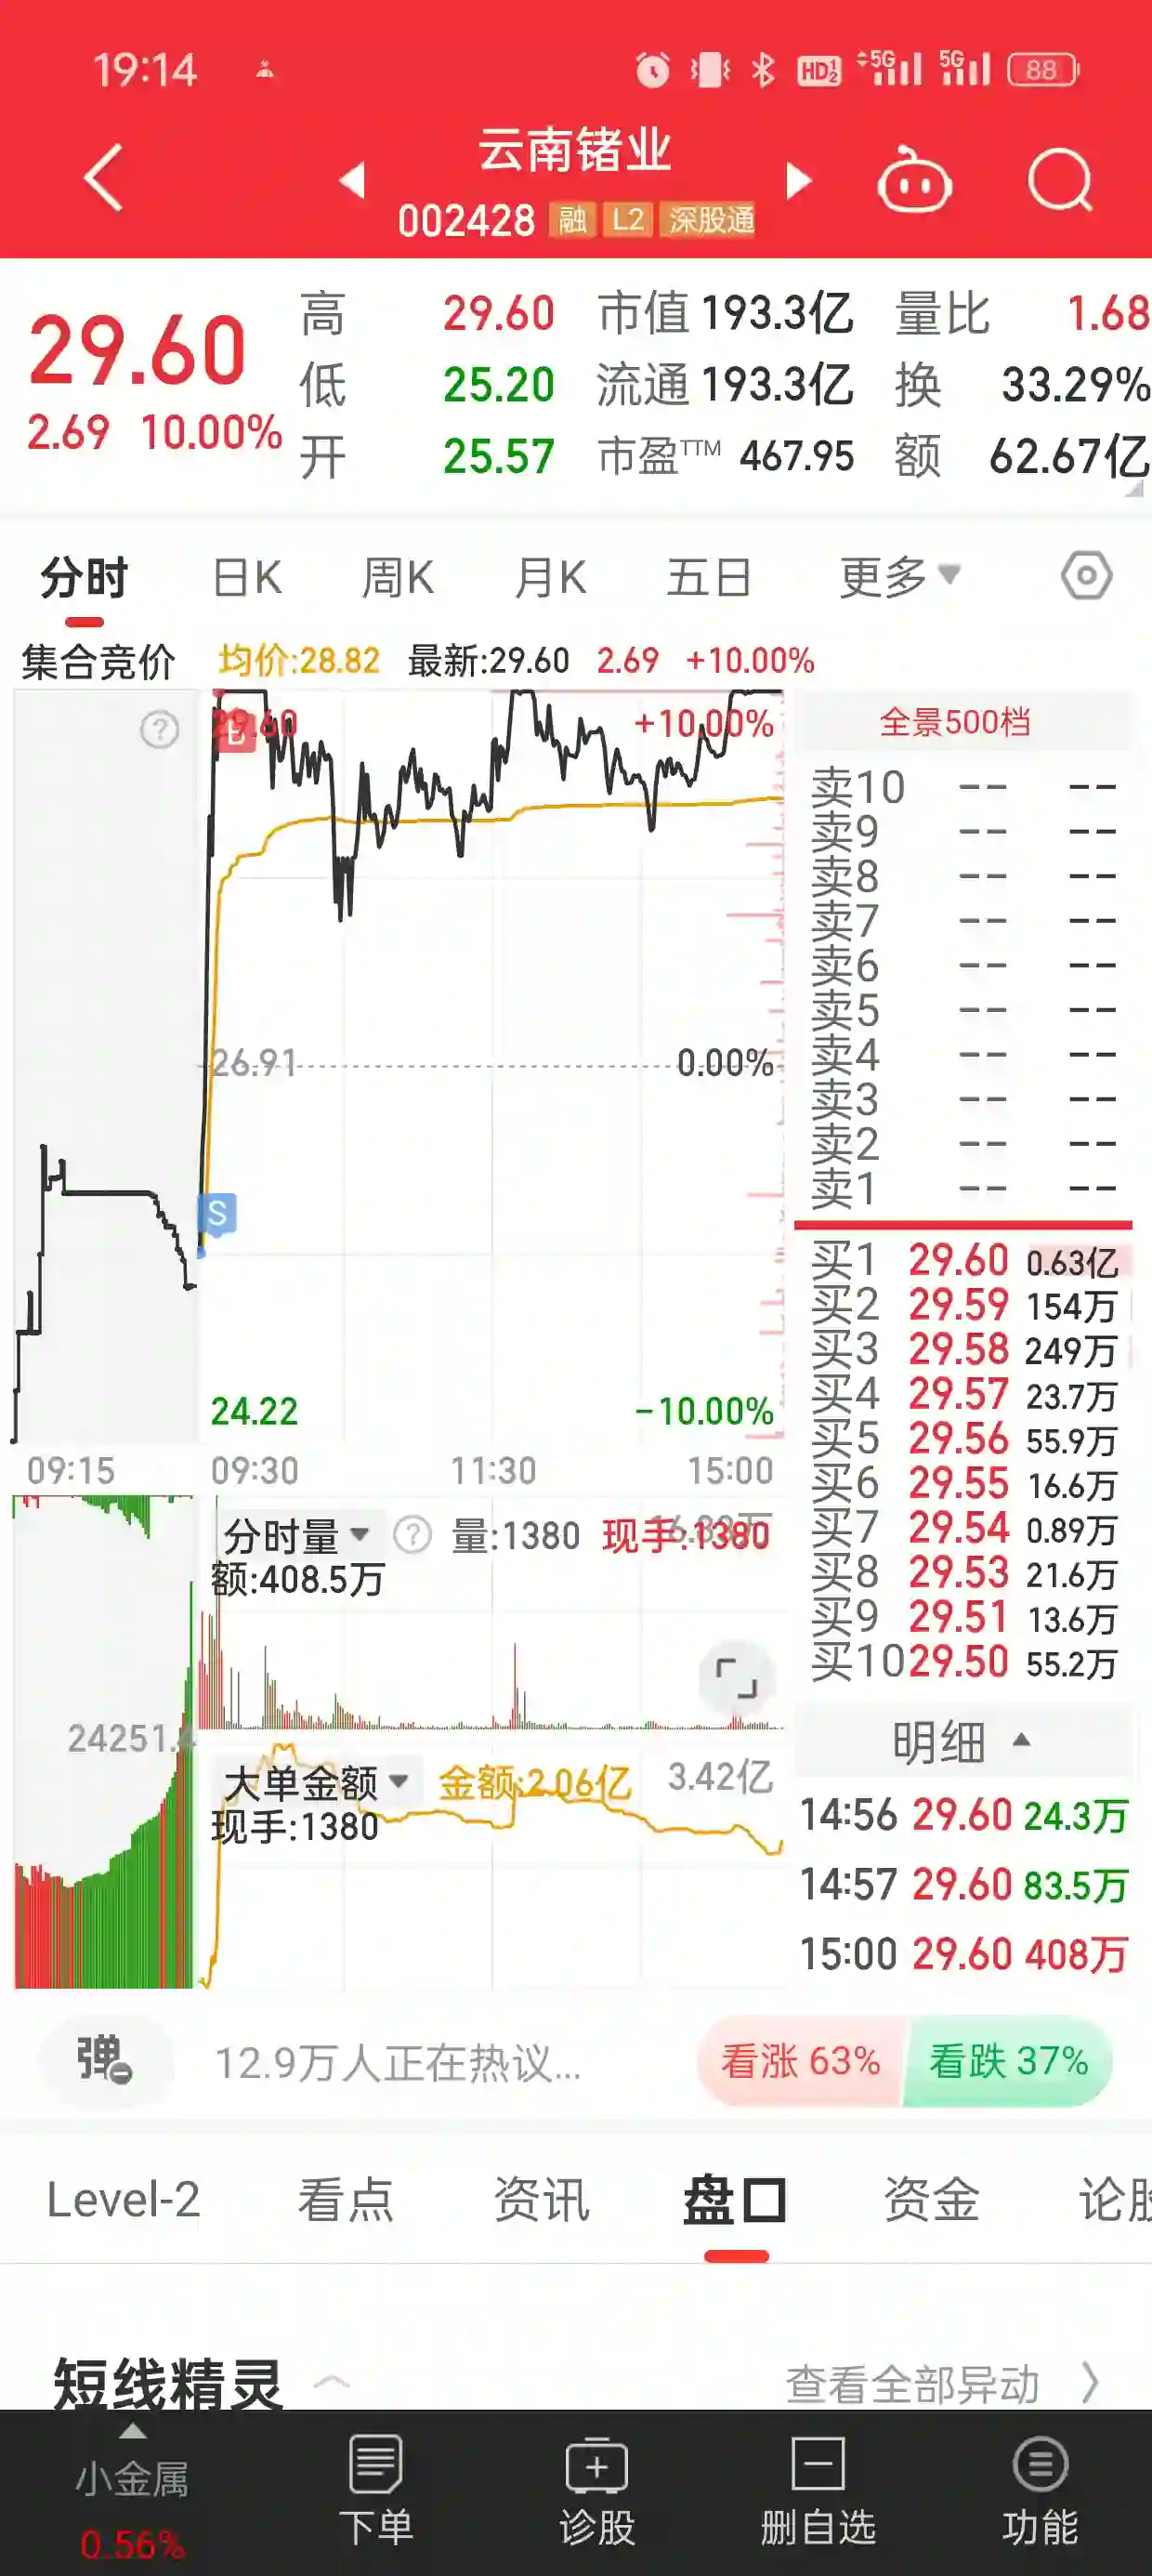 19:14 HD12 5G 5G 88
云南锗业
002428 融 L2 深股通
29.60
2.69 10.00%
高 29.60 市值 193.3亿 量比 1.68
低 25.20 流通 193.3亿 换 33.29%
开 25.57 市盈TTM 467.95 额 62.67亿
分时 日K 周K 月K 五日 更多
集合竞价 均价:28.82 最新:29.60 2.69 +10.00%
29.60 +10.00%
26.91 0.00%
S
24.22 -10.00%
09:15 09:30 11:30 15:00
分时量 ? 量:1380 现手:1380
额:408.5万
24251.4
大单金额 金额:2.06亿 3.42亿
现手:1380
全景500档
卖10 -- --
卖9 -- --
卖8 -- --
卖7 -- --
卖6 -- --
卖5 -- --
卖4 -- --
卖3 -- --
卖2 -- --
卖1 -- --
买1 29.60 0.63亿
买2 29.59 154万
买3 29.58 249万
买4 29.57 23.7万
买5 29.56 55.9万
买6 29.55 16.6万
买7 29.54 0.89万
买8 29.53 21.6万
买9 29.51 13.6万
买10 29.50 55.2万
明细
14:56 29.60 24.3万
14:57 29.60 83.5万
15:00 29.60 408万
弹 12.9万人正在热议... 看涨 63% 看跌 37%
Level-2 看点 资讯 盘口 资金 论股
短线精灵 查看全部异动
小金属 下单 诊股 删自选 功能
0.56%